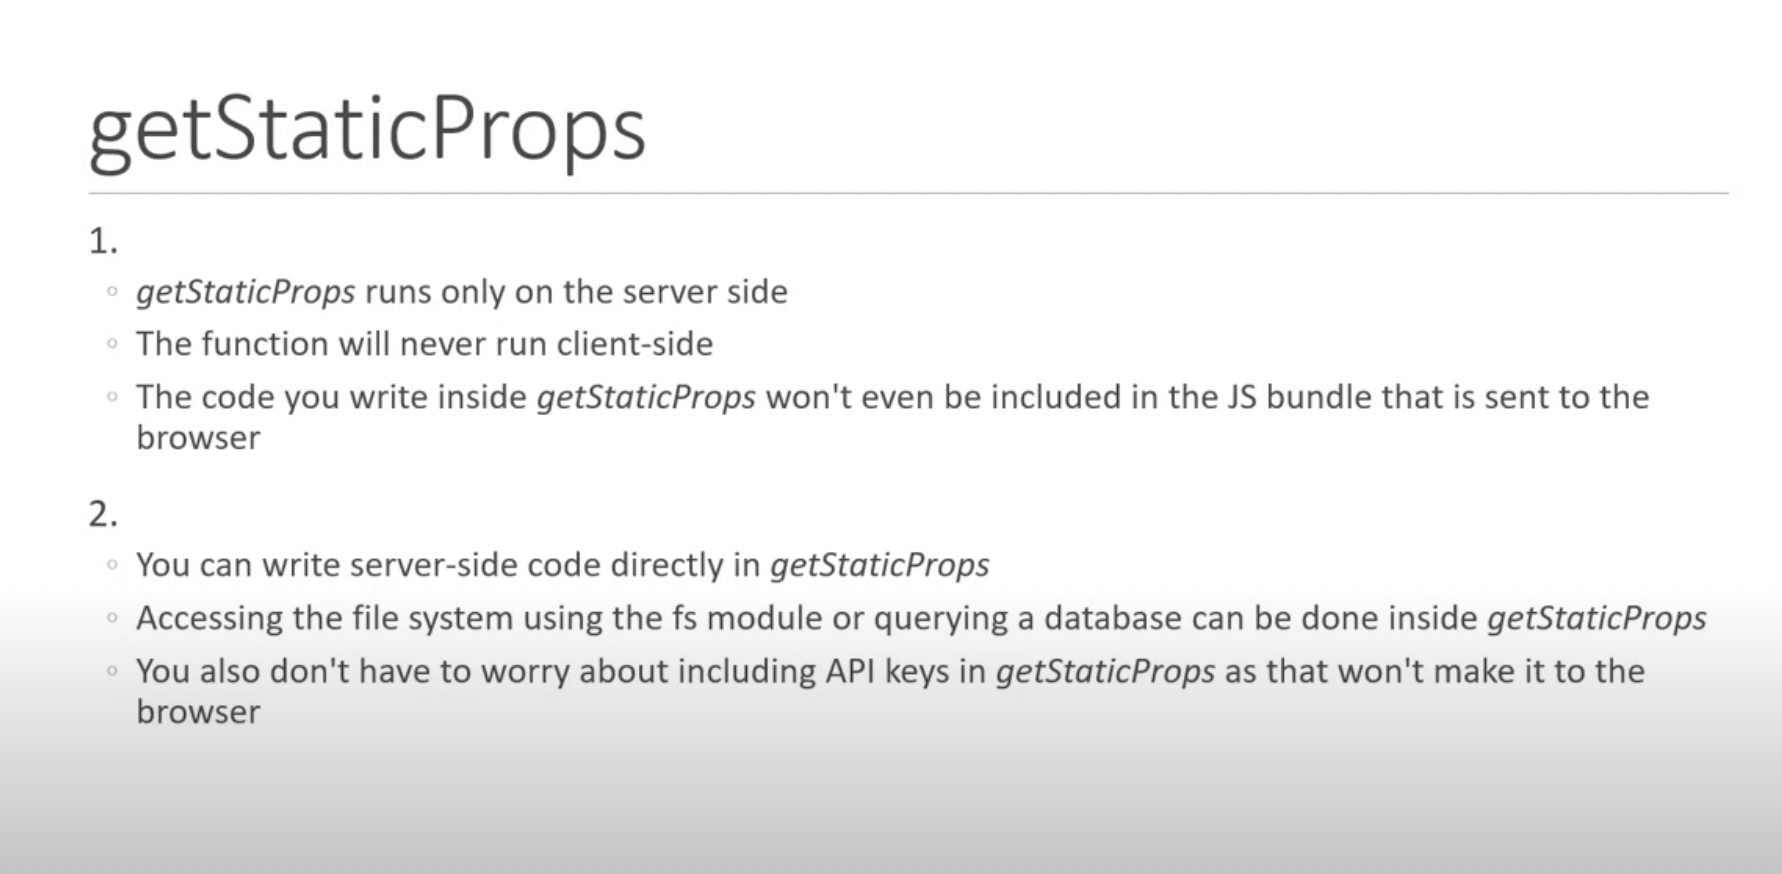 getStaticProps
1.
getStaticProps runs only on the server side
The function will never run client-side
The code you write inside getStaticProps won't even be included in the JS bundle that is sent to the
browser
2.
You can write server-side code directly in getStaticProps
Accessing the file system using the fs module or querying a database can be done inside getStaticProps
You also don't have to worry about including API keys in getStaticProps as that won't make it to the
browser